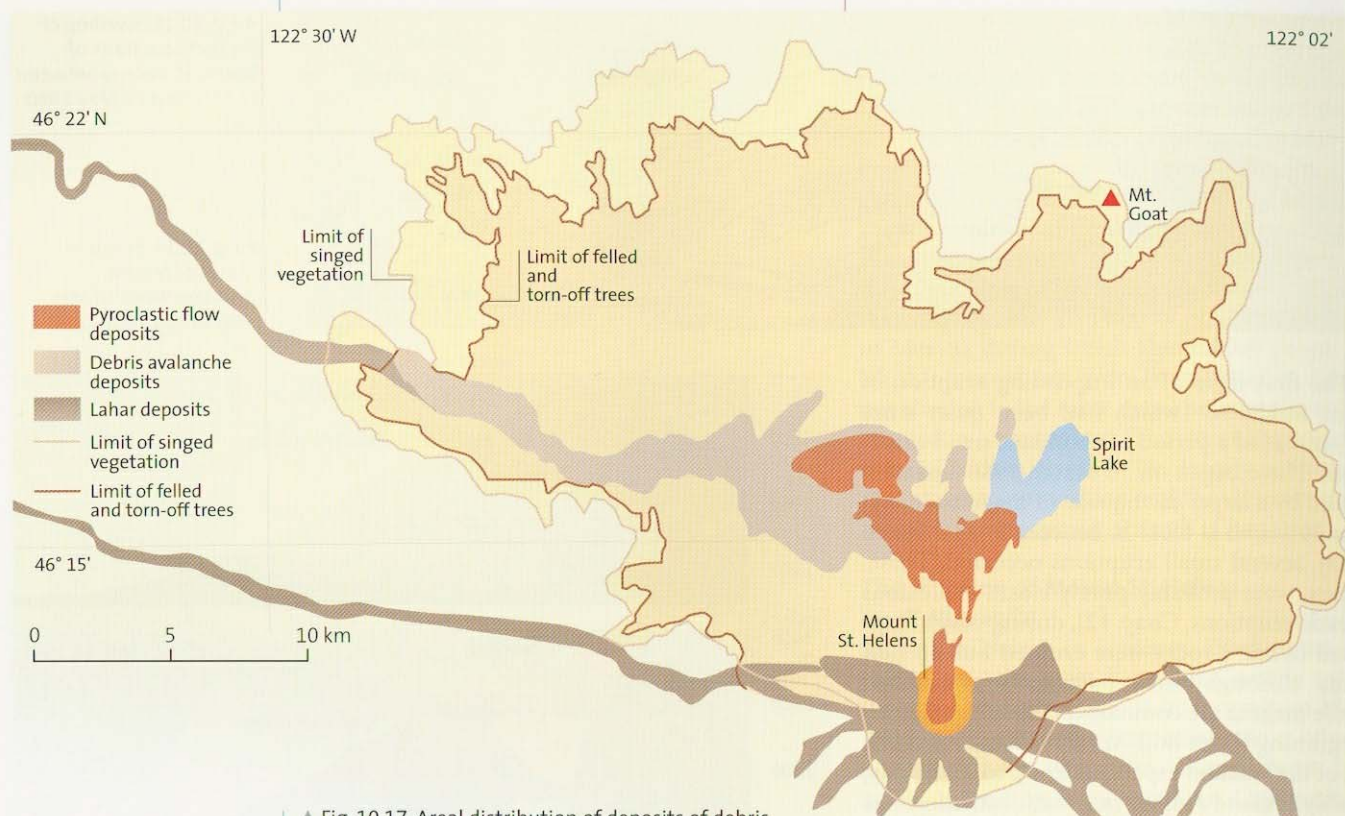 122° 30' W
122° 02'
46° 22' N
Mt.
Goat
Limit of
singed
vegetation
Limit of felled
and
torn-off trees
Pyroclastic flow
deposits
Debris avalanche
deposits
Lahar deposits
Limit of singed
vegetation
Limit of felled
and torn-off trees
Spirit
Lake
46° 15'
0 5 10 km
Mount
St. Helens
▲ Fig. 10.17 Areal distribution of deposits of debris